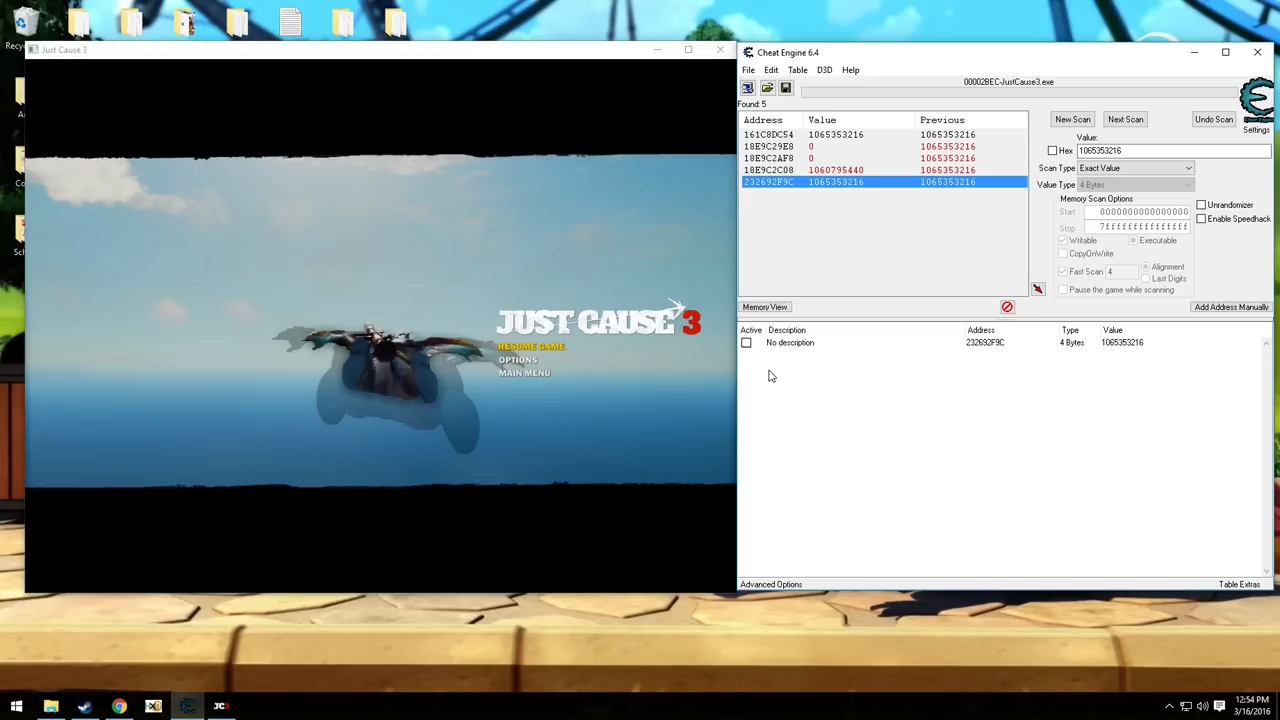 Recy
Ar
Sch
Just Cause 3
JUST CAUSE 3
RESUME GAME
OPTIONS
MAIN MENU
Cheat Engine 6.4
File Edit Table D3D Help
00002BEC-JustCause3.exe
Found: 5
Address Value Previous
161C8DC54 1065353216 1065353216
18E9C29E8 0 1065353216
18E9C2AF8 0 1065353216
18E9C2C08 1060795440 1065353216
232692F9C 1065353216 1065353216
New Scan Next Scan Undo Scan
Cheat Engine
Settings
Value:
Hex 1065353216
Scan Type Exact Value
Value Type 4 Bytes
Memory Scan Options
Start 0000000000000000
Stop 7fffffffffffffff
Writable Executable
CopyOnWrite
Fast Scan 4 Alignment
Last Digits
Pause the game while scanning
Unrandomizer
Enable Speedhack
Memory View Add Address Manually
Active Description Address Type Value
No description 232692F9C 4 Bytes 1065353216
Advanced Options Table Extras
JC3
12:54 PM
3/16/2016